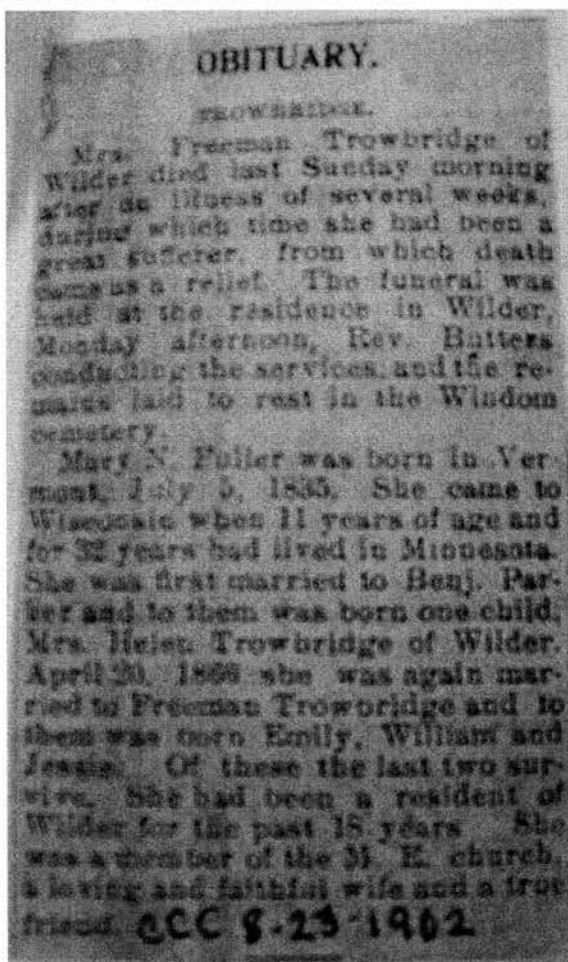 OBITUARY.
TROWBRIDGE.
Mrs. Freeman Trowbridge of
Wilder died last Sunday morning
after an illness of several weeks,
during which time she had been a
great sufferer, from which death
came as a relief. The funeral was
held at the residence in Wilder,
Monday afternoon, Rev. Butters
conducting the services, and the re-
mains laid to rest in the Windom
cemetery.
Mary N. Fuller was born in Ver-
mont, July 5, 1835. She came to
Wisconsin when 11 years of age and
for 32 years had lived in Minnesota.
She was first married to Benj. Par-
ker and to them was born one child,
Mrs. Helen Trowbridge of Wilder.
April 20, 1866 she was again mar-
ried to Freeman Trowbridge and to
them was born Emily, William and
Jessie. Of these the last two sur-
vive. She had been a resident of
Wilder for the past 18 years. She
was a member of the M. E. church,
a loving and faithful wife and a true
friend. CCC 8-23-1902